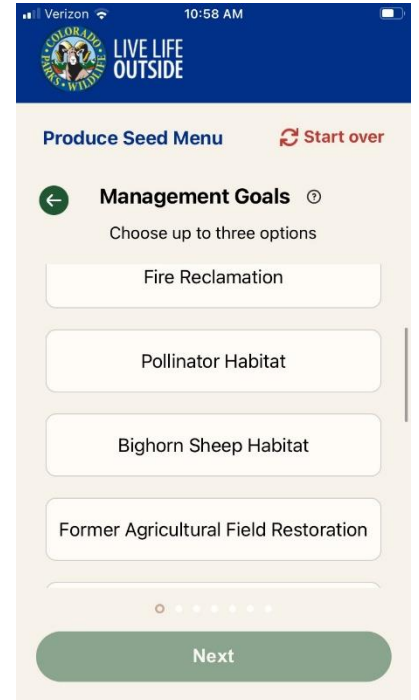 Verizon 10:58 AM
COLORADO
PARKS • WILDLIFE
LIVE LIFE
OUTSIDE
Produce Seed Menu Start over
Management Goals ?
Choose up to three options
Fire Reclamation
Pollinator Habitat
Bighorn Sheep Habitat
Former Agricultural Field Restoration
Next